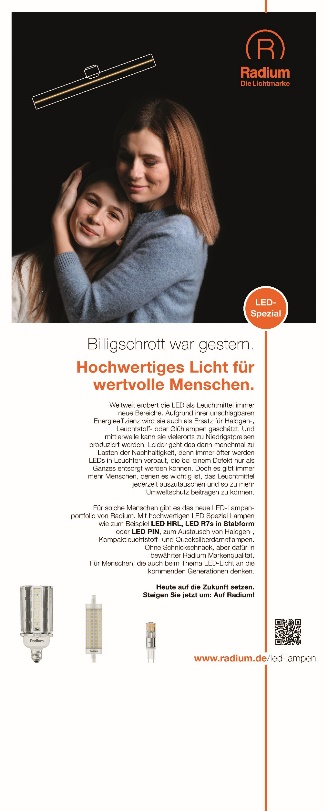 Radium
Die Lichtmarke
LED-
Spezial
Billigschrott war gestern.
Hochwertiges Licht für
wertvolle Menschen.
Weltweit erobert die LED als Leuchtmittel immer
neue Bereiche. Aufgrund ihrer unschlagbaren
Energieeffizienz wird sie auch als Ersatz für Halogen-,
Leuchtstoff- oder Glühlampen geschätzt. Und
mittlerweile kann sie vielerorts zu Niedrigstpreisen
produziert werden. Leider geht das dann manchmal zu
Lasten der Nachhaltigkeit, denn immer öfter werden
LEDs in Leuchten verbaut, die bei einem Defekt nur als
Ganzes entsorgt werden können. Doch es gibt immer
mehr Menschen, denen es wichtig ist, das Leuchtmittel
jederzeit auszutauschen und so zu mehr
Umweltschutz beitragen zu können.
Für solche Menschen gibt es das neue LED-Lampen-
portfolio von Radium. Mit hochwertigen LED Spezial Lampen
wie zum Beispiel LED HRL, LED R7s in Stabform
oder LED PIN, zum Austausch von Halogen-,
Kompaktleuchtstoff- und Quecksilberdampflampen.
Ohne Schnickschnack, aber dafür in
bewährter Radium Markenqualität.
Für Menschen, die auch beim Thema LED-Licht an die
kommenden Generationen denken.
Heute auf die Zukunft setzen.
Steigen Sie jetzt um: Auf Radium!
www.radium.de/led-lampen